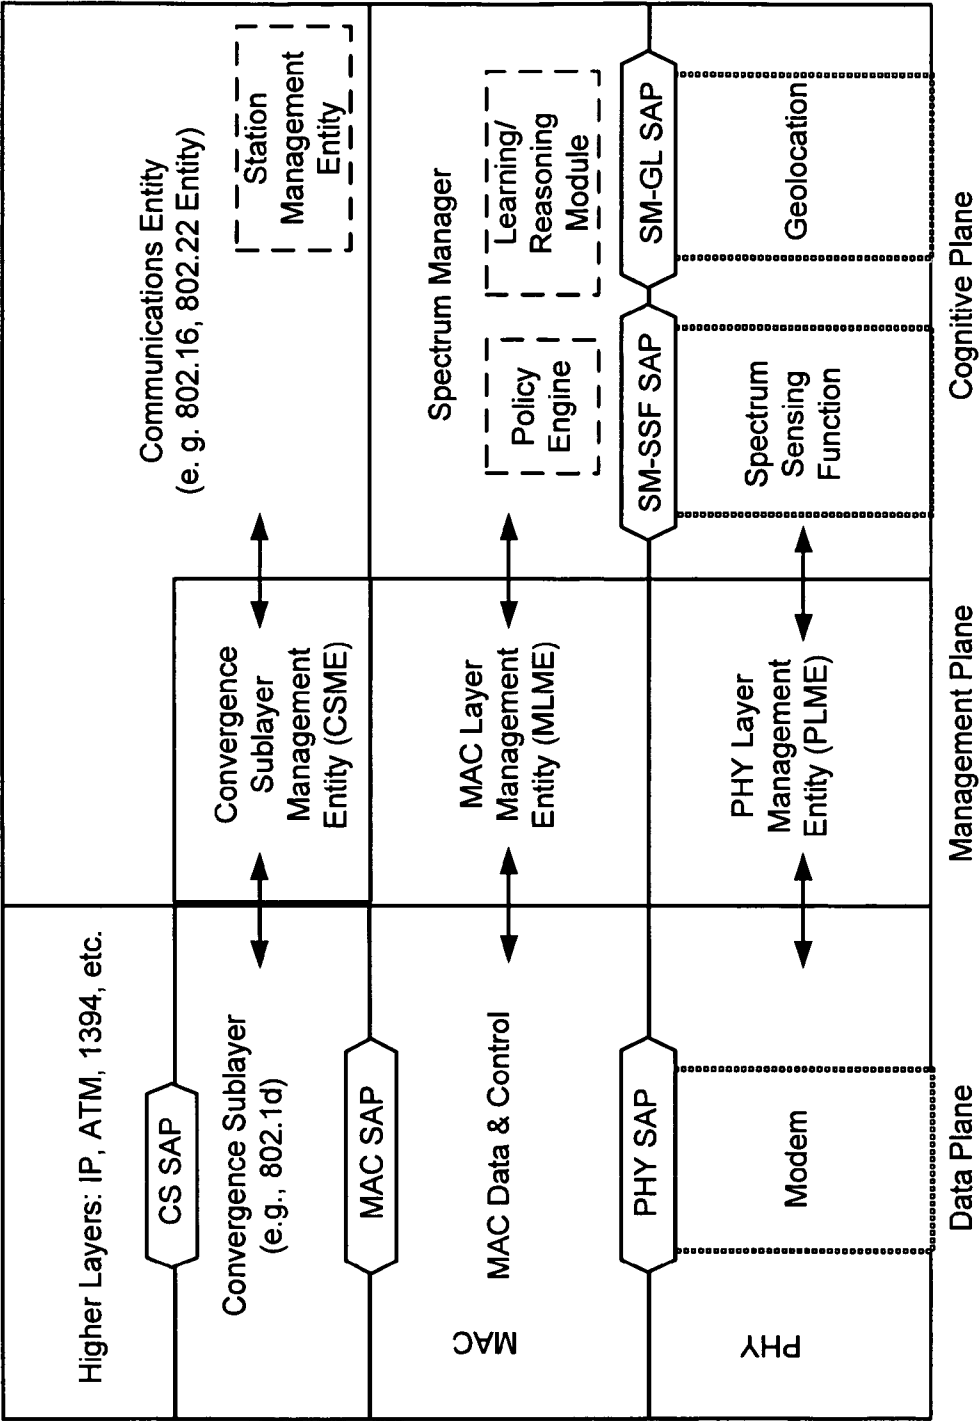 Higher Layers: IP, ATM, 1394, etc.
CS SAP
Convergence Sublayer
(e.g., 802.1d)
MAC SAP
MAC Data & Control
MAC
PHY SAP
Modem
PHY
Data Plane
Convergence
Sublayer
Management
Entity (CSME)
MAC Layer
Management
Entity (MLME)
PHY Layer
Management
Entity (PLME)
Management Plane
Communications Entity
(e. g. 802.16, 802.22 Entity)
Station
Management
Entity
Spectrum Manager
Policy
Engine
Learning/
Reasoning
Module
SM-SSF SAP
SM-GL SAP
Spectrum
Sensing
Function
Geolocation
Cognitive Plane